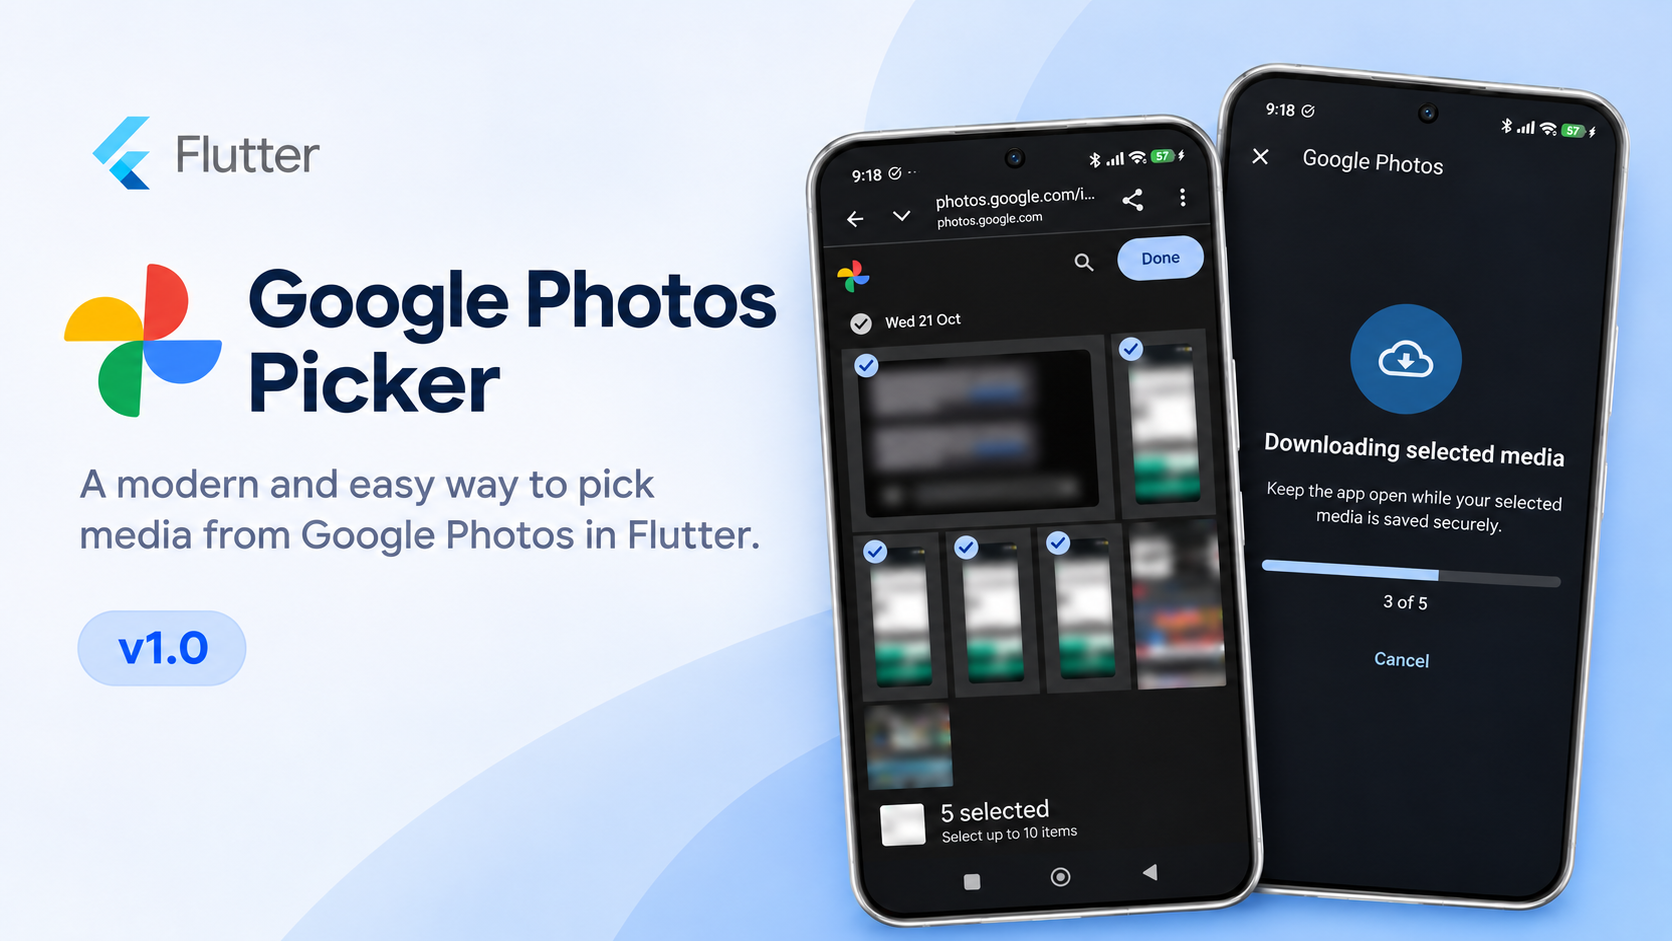 Flutter
Google Photos
Picker
A modern and easy way to pick
media from Google Photos in Flutter.
v1.0
9:18
57
photos.google.com/i...
photos.google.com
Done
Wed 21 Oct
5 selected
Select up to 10 items
9:18
57
Google Photos
Downloading selected media
Keep the app open while your selected
media is saved securely.
3 of 5
Cancel